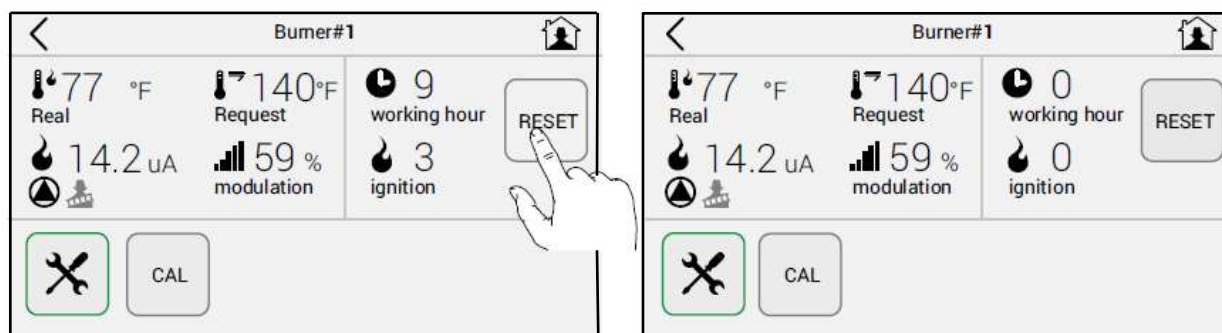 Burner#1
77 °F
Real
140°F
Request
14.2 uA
59 %
modulation
9
working hour
3
ignition
RESET
CAL
Burner#1
77 °F
Real
140°F
Request
14.2 uA
59 %
modulation
0
working hour
0
ignition
RESET
CAL